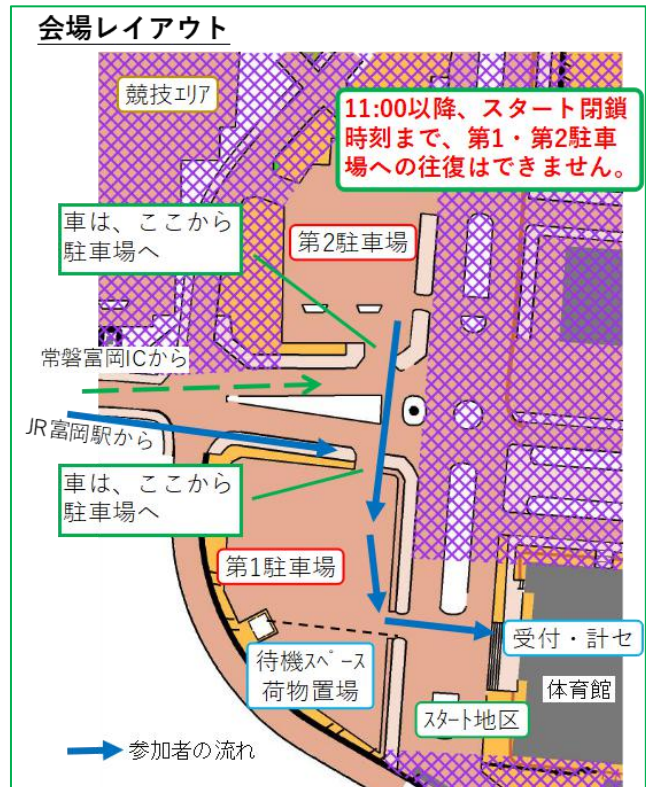 会場レイアウト
競技ｴﾘｱ
11:00以降、スタート閉鎖
時刻まで、第1・第2駐車
場への往復はできません。
車は、ここから
駐車場へ
第2駐車場
常磐富岡ICから
JR富岡駅から
車は、ここから
駐車場へ
第1駐車場
受付・計セ
待機ｽﾍﾟｰｽ
荷物置場
体育館
ｽﾀｰﾄ地区
参加者の流れ